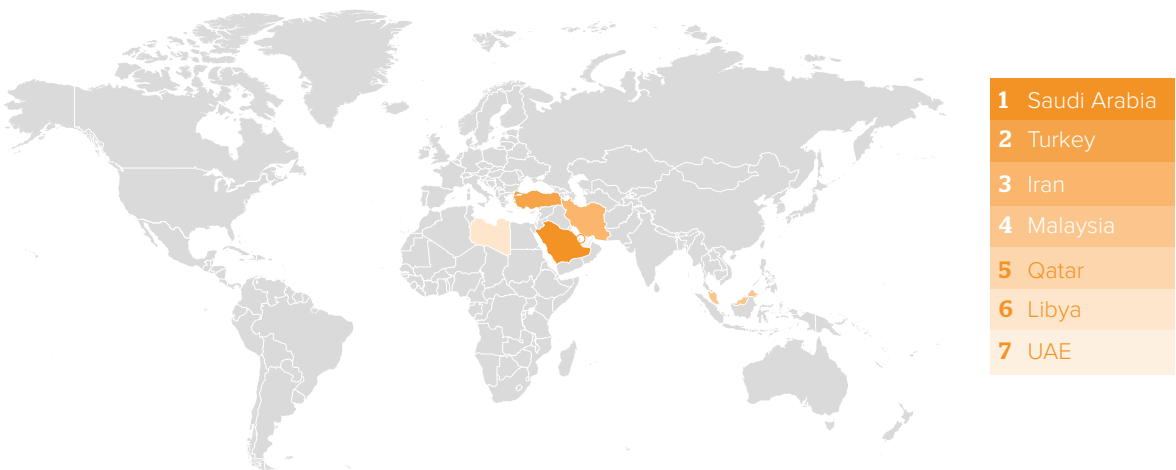 1 Saudi Arabia
2 Turkey
3 Iran
4 Malaysia
5 Qatar
6 Libya
7 UAE